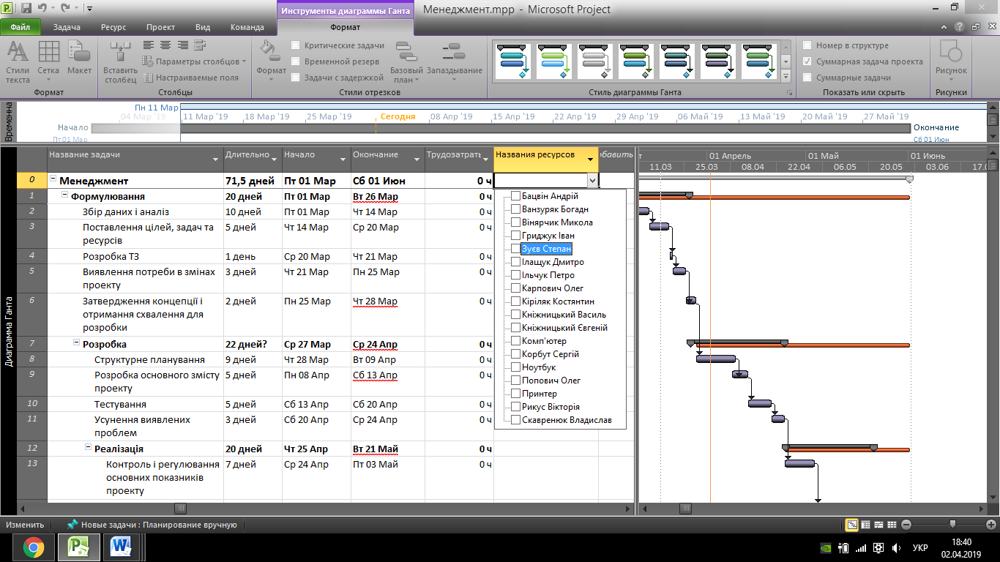 Инструменты диаграммы Ганта
Менеджмент.mpp - Microsoft Project
Файл Задача Ресурс Проект Вид Команда Формат
Стили текста
Сетка
Макет
Формат
Вставить столбец
Параметры столбцов
Настраиваемые поля
Столбцы
Формат
Критические задачи
Временной резерв
Задачи с задержкой
Базовый план
Запаздывание
Стили отрезков
Стиль диаграммы Ганта
Номер в структуре
Суммарная задача проекта
Суммарные задачи
Показать или скрыть
Рисунок
Рисунки
Временна
Пн 11 Мар
04 Мар '19 11 Мар '19 18 Мар '19 25 Мар '19 Сегодня 08 Апр '19 15 Апр '19 22 Апр '19 29 Апр '19 06 Май '19 13 Май '19 20 Май '19 27 Май '19
Начало
Пт 01 Мар
Окончание
Сб 01 Июн
Диаграмма Ганта
Название задачи Длительно Начало Окончание Трудозатрать Названия ресурсов обавить
т 01 Апрель 01 Май 01 Июнь
11.03 25.03 08.04 22.04 06.05 20.05 03.06 17.0
0 Менеджмент 71,5 дней Пт 01 Мар Сб 01 Июн 0 ч
1 Формулювання 20 дней Пт 01 Мар Вт 26 Мар 0 ч
2 Збір даних і аналіз 10 дней Пт 01 Мар Чт 14 Мар 0 ч
3 Поставлення цілей, задач та 5 дней Чт 14 Мар Ср 20 Мар 0 ч
ресурсів
4 Розробка ТЗ 1 день Ср 20 Мар Чт 21 Мар 0 ч
5 Виявлення потреби в змінах 3 дней Чт 21 Мар Пн 25 Мар 0 ч
проекту
6 Затвердження концепції і 2 дней Пн 25 Мар Чт 28 Мар 0 ч
отримання схвалення для
розробки
7 Розробка 22 дней? Ср 27 Мар Ср 24 Апр 0 ч
8 Структурне планування 9 дней Чт 28 Мар Вт 09 Апр 0 ч
9 Розробка основного змісту 5 дней Пн 08 Апр Сб 13 Апр 0 ч
проекту
10 Тестування 5 дней Сб 13 Апр Сб 20 Апр 0 ч
11 Усунення виявлених 3 дней Сб 20 Апр Ср 24 Апр 0 ч
проблем
12 Реалізація 20 дней Чт 25 Апр Вт 21 Май 0 ч
13 Контроль і регулювання 7 дней Ср 24 Апр Пт 03 Май 0 ч
основних показників
проекту
Бацвін Андрій
Ванзуряк Богадн
Вінярчик Микола
Гриджук Іван
Зуєв Степан
Ілащук Дмитро
Ільчук Петро
Карпович Олег
Кіріляк Костянтин
Кніжницький Василь
Кніжницький Євгеній
Комп'ютер
Корбут Сергій
Ноутбук
Попович Олег
Принтер
Рикус Вікторія
Скавренюк Владислав
Изменить Новые задачи : Планирование вручную
УКР
18:40
02.04.2019